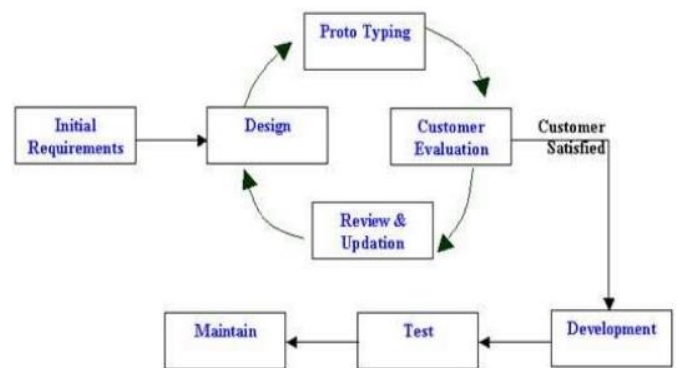 Proto Typing
Initial
Requirements
Design
Customer
Evaluation
Customer
Satisfied
Review &
Updation
Maintain
Test
Development